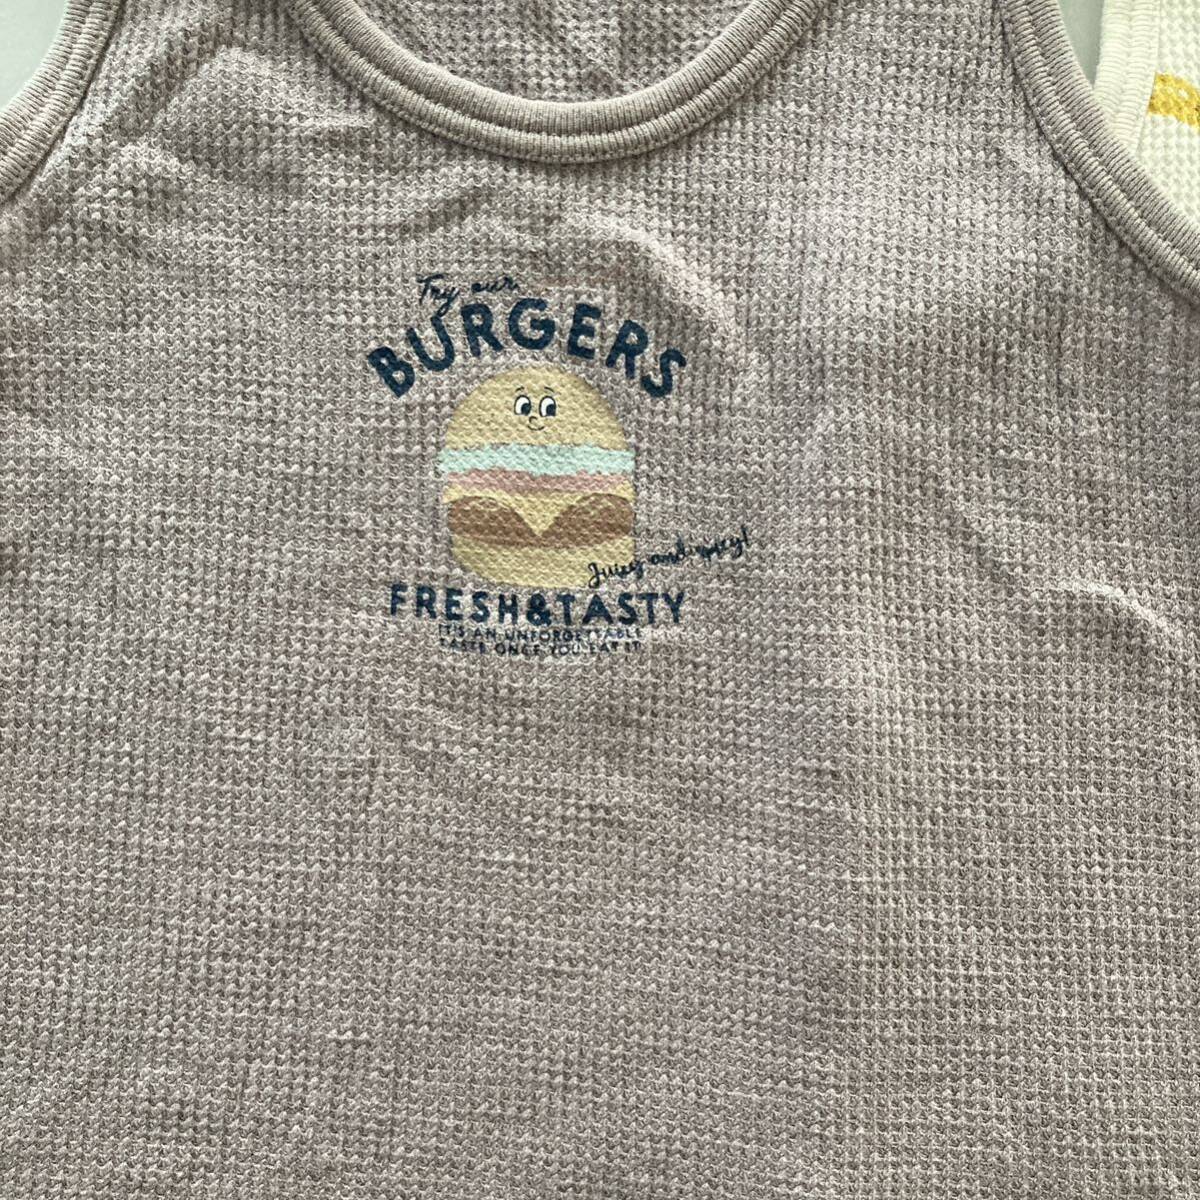 Try our
BURGERS
Juicy and spicy!
FRESH&TASTY
IT'S AN UNFORGETTABLE
TASTE ONCE YOU EAT IT.